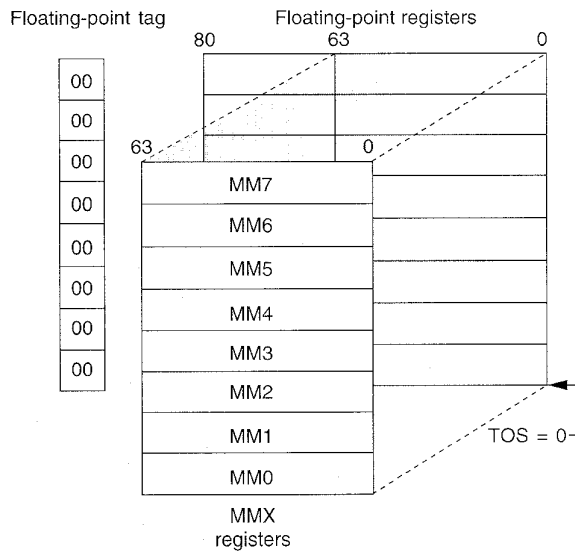 Floating-point tag
Floating-point registers
80 63 0
00
00
00
00
00
00
00
00
63 0
MM7
MM6
MM5
MM4
MM3
MM2
MM1
MM0
TOS = 0
MMX
registers